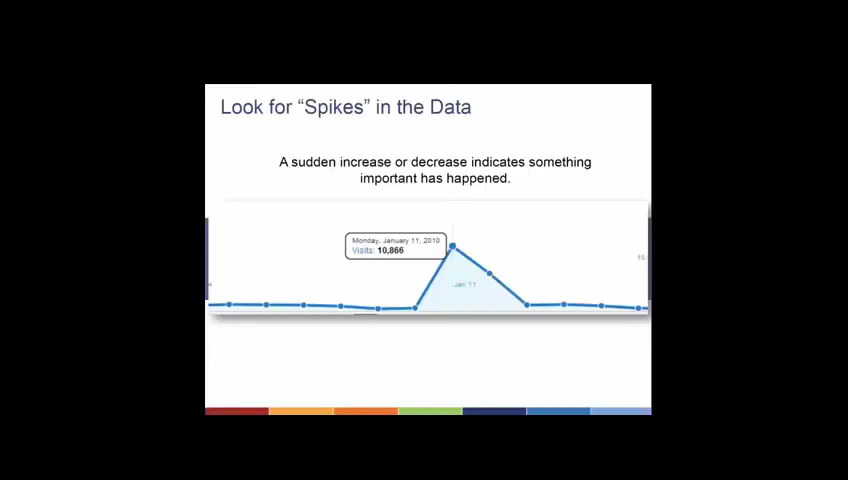 Look for “Spikes” in the Data
A sudden increase or decrease indicates something
important has happened.
Monday, January 11, 2010
Visits: 10,866
Jan 11